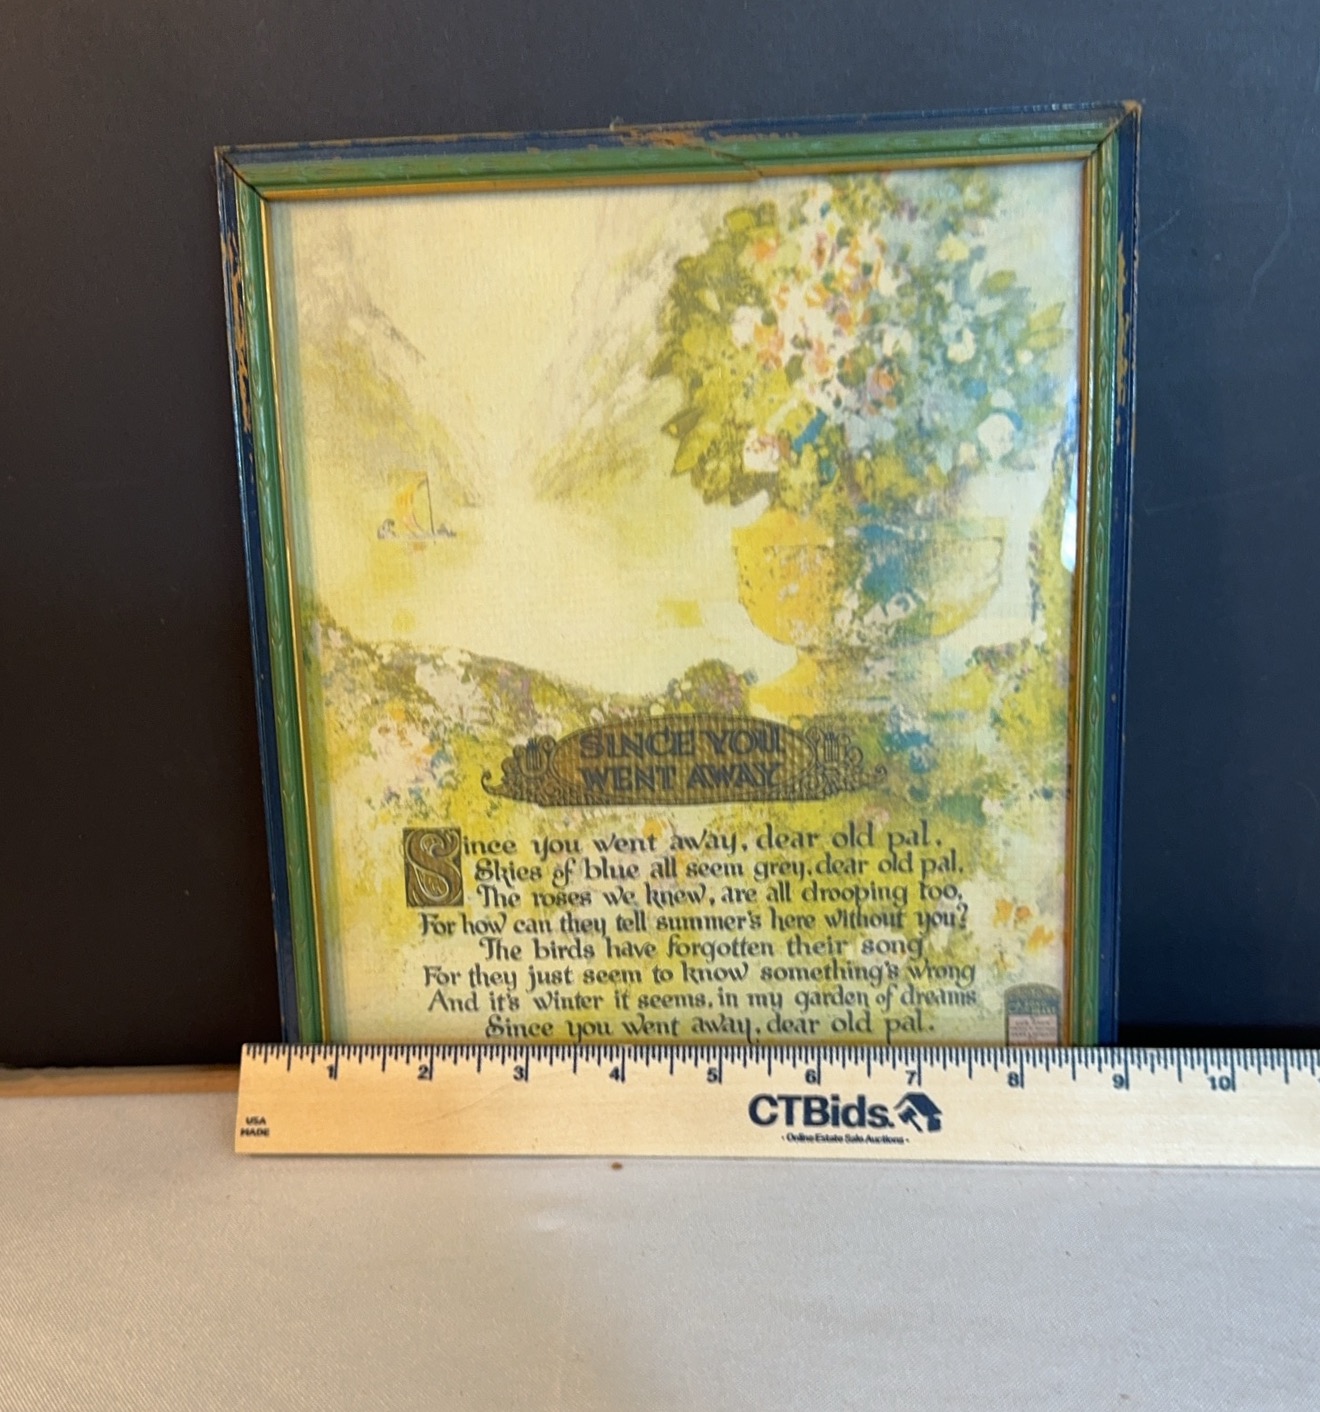 SINCE YOU
WENT AWAY
Since you went away, dear old pal,
Skies of blue all seem grey, dear old pal,
The roses we knew, are all drooping too,
For how can they tell summer's here without you?
The birds have forgotten their song
For they just seem to know something's wrong
And it's winter it seems, in my garden of dreams
Since you went away, dear old pal.
1 2 3 4 5 6 7 8 9 10
USA
MADE
CTBids.
- Online Estate Sale Auctions -